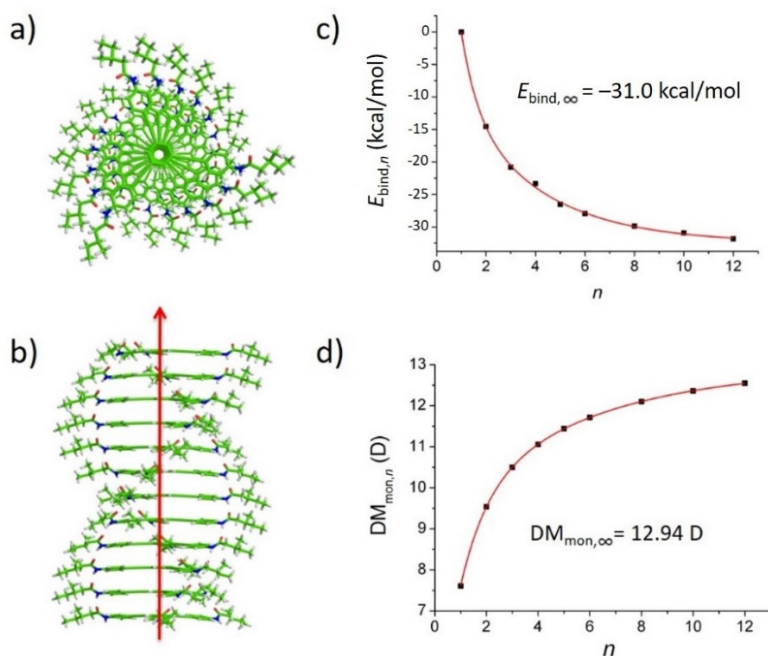 a)
b)
c)
E_bind,n (kcal/mol)
0
-5
-10
-15
-20
-25
-30
E_bind,∞ = –31.0 kcal/mol
0 2 4 6 8 10 12
n
d)
DM_mon,n (D)
13
12
11
10
9
8
7
DM_mon,∞ = 12.94 D
0 2 4 6 8 10 12
n